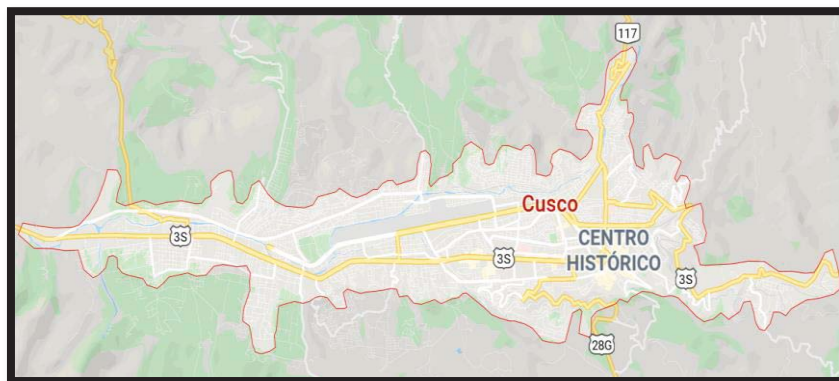 117
Cusco
3S
CENTRO
HISTÓRICO
3S
3S
28G